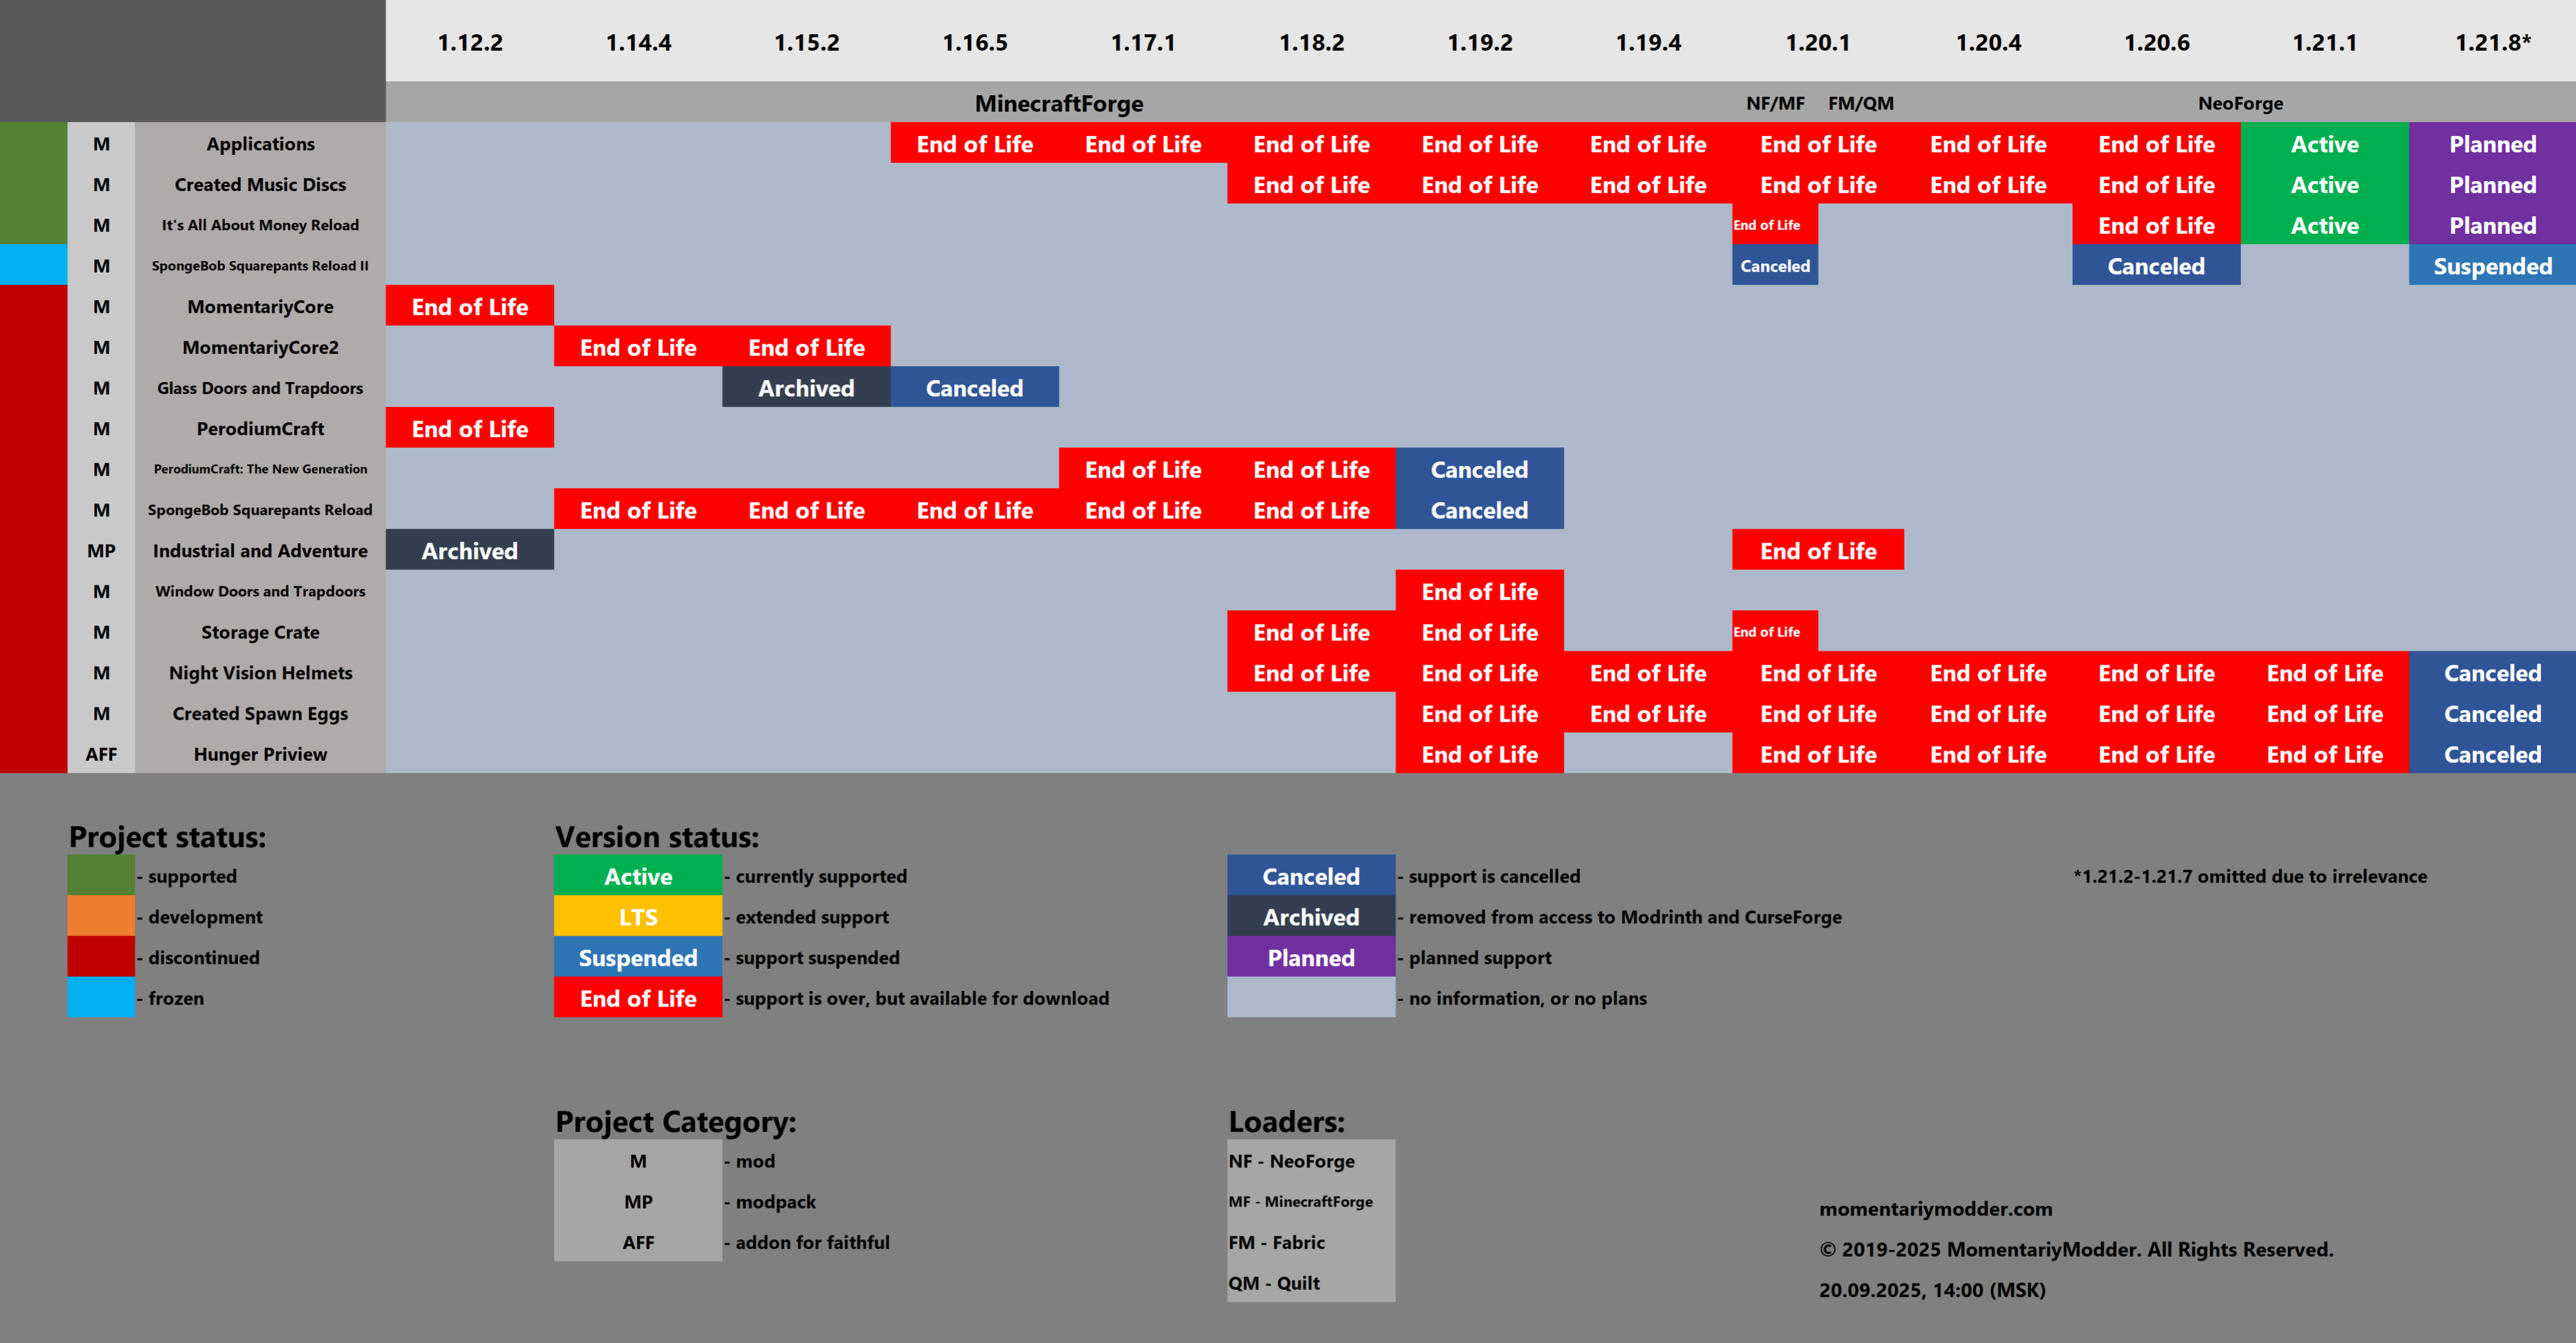 1.12.2 1.14.4 1.15.2 1.16.5 1.17.1 1.18.2 1.19.2 1.19.4 1.20.1 1.20.4 1.20.6 1.21.1 1.21.8*
MinecraftForge NF/MF FM/QM NeoForge
M Applications End of Life End of Life End of Life End of Life End of Life End of Life End of Life End of Life Active Planned
M Created Music Discs End of Life End of Life End of Life End of Life End of Life End of Life Active Planned
M It's All About Money Reload End of Life End of Life Active Planned
M SpongeBob Squarepants Reload II Canceled Canceled Suspended
M MomentariyCore End of Life
M MomentariyCore2 End of Life End of Life
M Glass Doors and Trapdoors Archived Canceled
M PerodiumCraft End of Life
M PerodiumCraft: The New Generation End of Life End of Life Canceled
M SpongeBob Squarepants Reload End of Life End of Life End of Life End of Life End of Life Canceled
MP Industrial and Adventure Archived End of Life
M Window Doors and Trapdoors End of Life
M Storage Crate End of Life End of Life End of Life
M Night Vision Helmets End of Life End of Life End of Life End of Life End of Life End of Life End of Life Canceled
M Created Spawn Eggs End of Life End of Life End of Life End of Life End of Life End of Life Canceled
AFF Hunger Priview End of Life End of Life End of Life End of Life End of Life Canceled
Project status:
- supported
- development
- discontinued
- frozen
Version status:
Active - currently supported
LTS - extended support
Suspended - support suspended
End of Life - support is over, but available for download
Canceled - support is cancelled
Archived - removed from access to Modrinth and CurseForge
Planned - planned support
- no information, or no plans
*1.21.2-1.21.7 omitted due to irrelevance
Project Category:
M - mod
MP - modpack
AFF - addon for faithful
Loaders:
NF - NeoForge
MF - MinecraftForge
FM - Fabric
QM - Quilt
momentariymodder.com
© 2019-2025 MomentariyModder. All Rights Reserved.
20.09.2025, 14:00 (MSK)